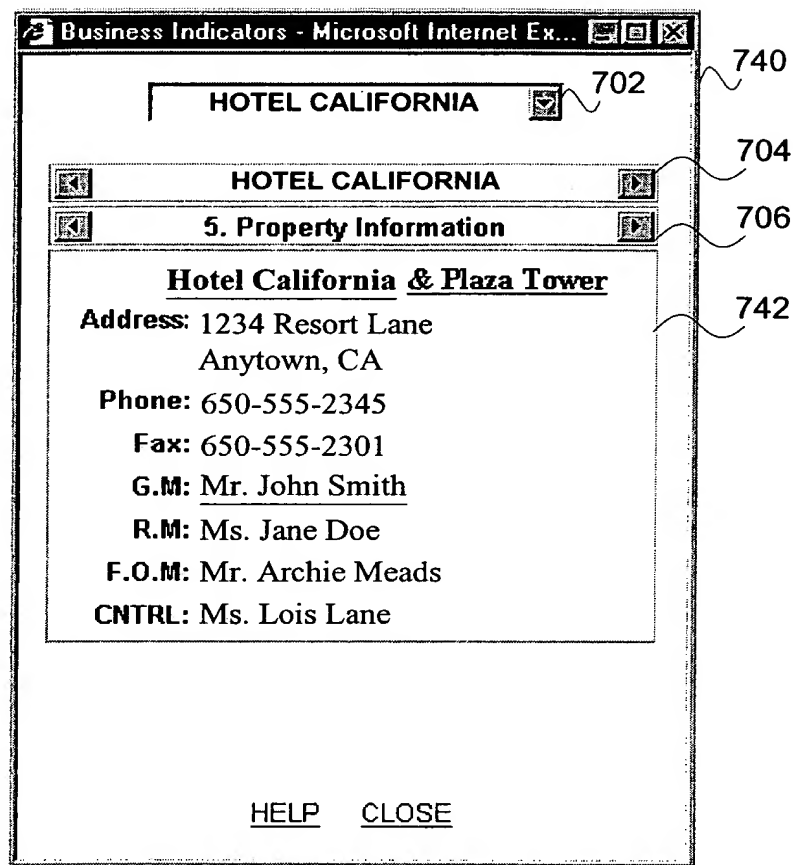 Business Indicators - Microsoft Internet Ex...
740
HOTEL CALIFORNIA
702
HOTEL CALIFORNIA
704
5. Property Information
706
Hotel California & Plaza Tower
742
Address: 1234 Resort Lane
Anytown, CA
Phone: 650-555-2345
Fax: 650-555-2301
G.M: Mr. John Smith
R.M: Ms. Jane Doe
F.O.M: Mr. Archie Meads
CNTRL: Ms. Lois Lane
HELP CLOSE